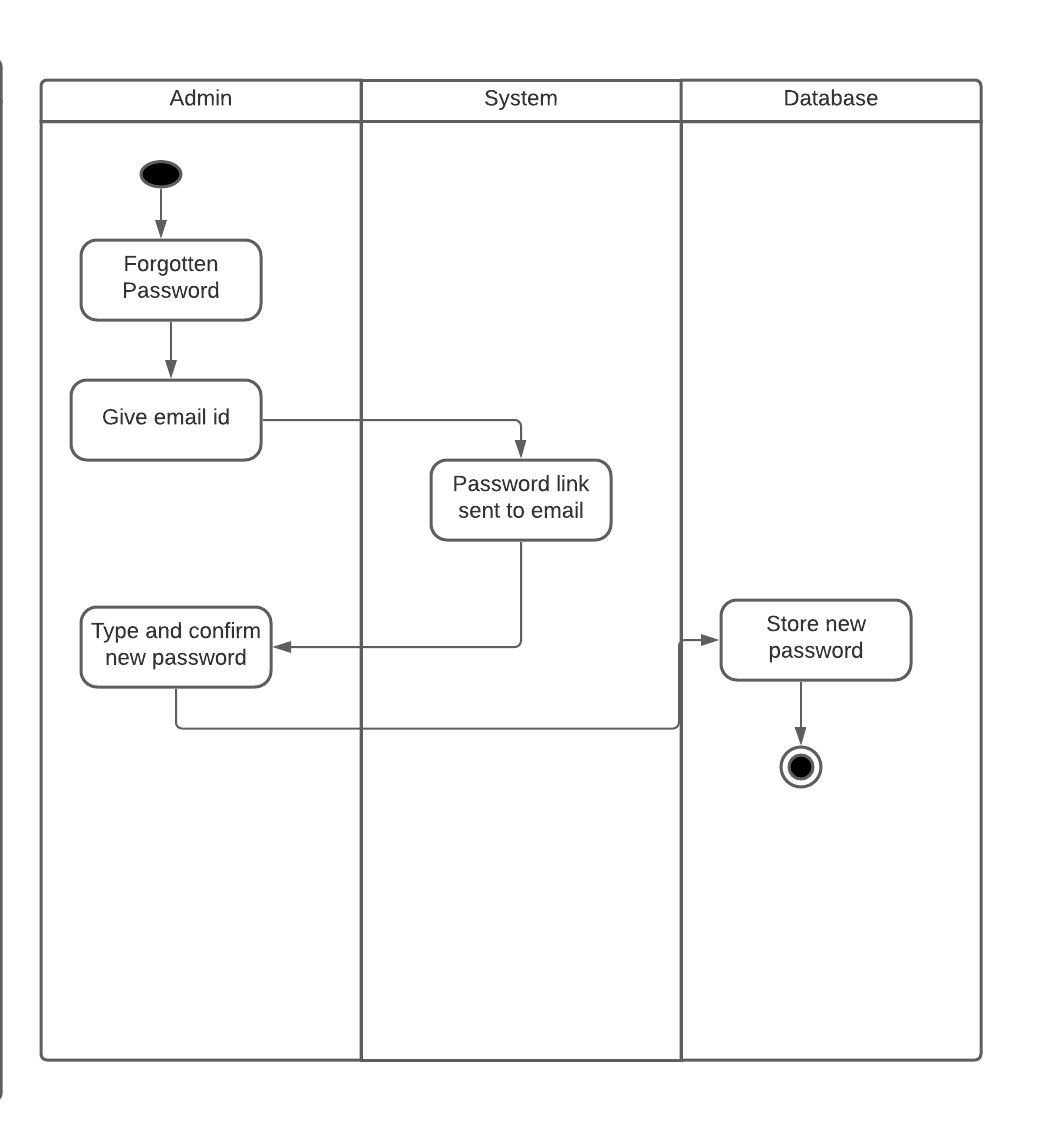 Admin
System
Database
Forgotten
Password
Give email id
Password link
sent to email
Type and confirm
new password
Store new
password